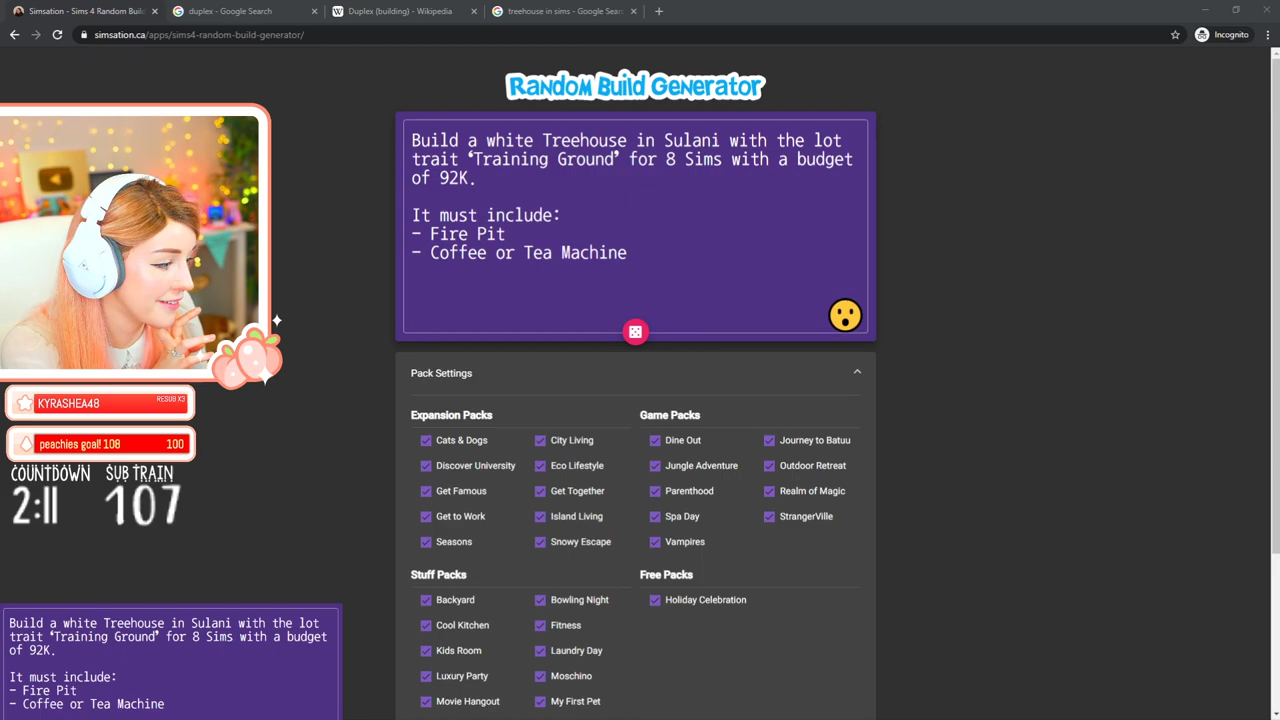 Simsation - Sims 4 Random Buil
duplex - Google Search
W Duplex (building) - Wikipedia
treehouse in sims - Google Sear
simsation.ca/apps/sims4-random-build-generator/
Incognito
Random Build Generator
Build a white Treehouse in Sulani with the lot
trait ‘Training Ground’ for 8 Sims with a budget
of 92K.
It must include:
- Fire Pit
- Coffee or Tea Machine
Pack Settings
Expansion Packs
Game Packs
Cats & Dogs
City Living
Dine Out
Journey to Batuu
Discover University
Eco Lifestyle
Jungle Adventure
Outdoor Retreat
Get Famous
Get Together
Parenthood
Realm of Magic
Get to Work
Island Living
Spa Day
StrangerVille
Seasons
Snowy Escape
Vampires
Stuff Packs
Free Packs
Backyard
Bowling Night
Holiday Celebration
Cool Kitchen
Fitness
Kids Room
Laundry Day
Luxury Party
Moschino
Movie Hangout
My First Pet
KYRASHEA48
RESUB X3
peachies goal! 108
100
COUNTDOWN
SUB TRAIN
2:11
107
Build a white Treehouse in Sulani with the lot
trait ‘Training Ground’ for 8 Sims with a budget
of 92K.
It must include:
- Fire Pit
- Coffee or Tea Machine